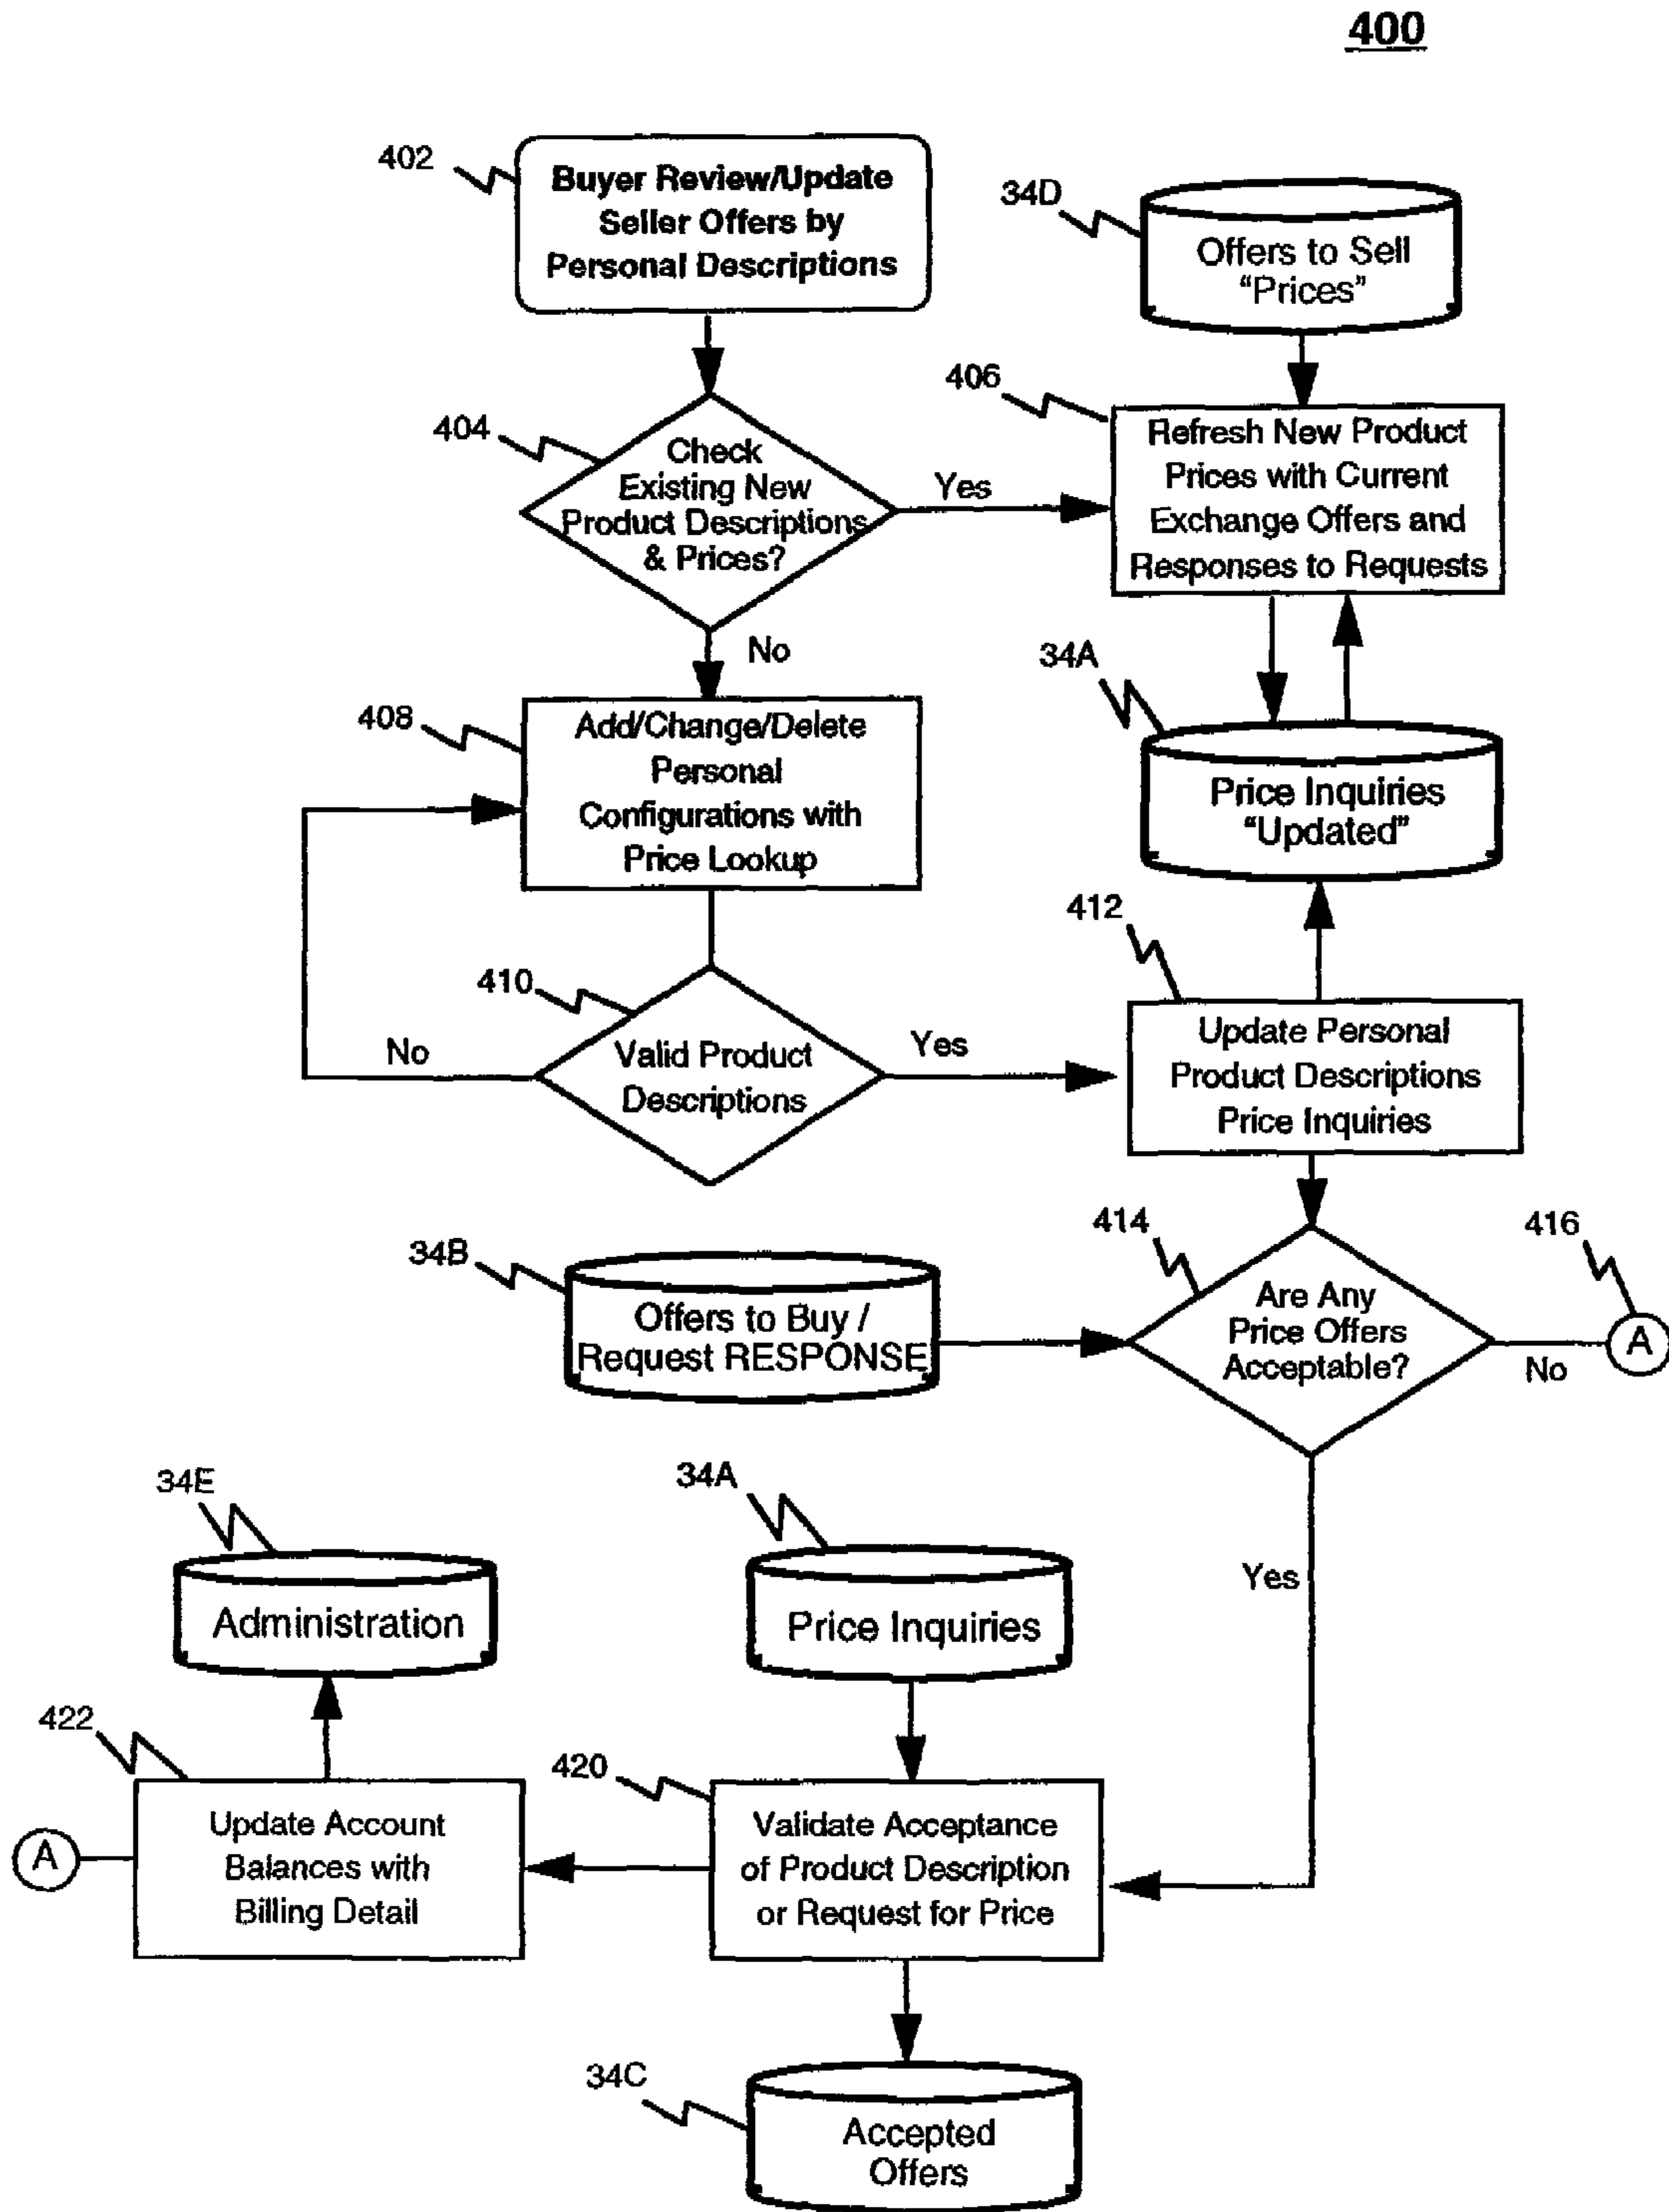 400
402
Buyer Review/Update
Seller Offers by
Personal Descriptions
34D
Offers to Sell
“Prices”
404
Check
Existing New
Product Descriptions
& Prices?
Yes
406
Refresh New Product
Prices with Current
Exchange Offers and
Responses to Requests
No
408
Add/Change/Delete
Personal
Configurations with
Price Lookup
34A
Price Inquiries
“Updated”
410
Valid Product
Descriptions
No
Yes
412
Update Personal
Product Descriptions
Price Inquiries
34B
Offers to Buy /
Request RESPONSE
414
Are Any
Price Offers
Acceptable?
No
416
A
Yes
34E
Administration
34A
Price Inquiries
422
Update Account
Balances with
Billing Detail
A
420
Validate Acceptance
of Product Description
or Request for Price
34C
Accepted
Offers